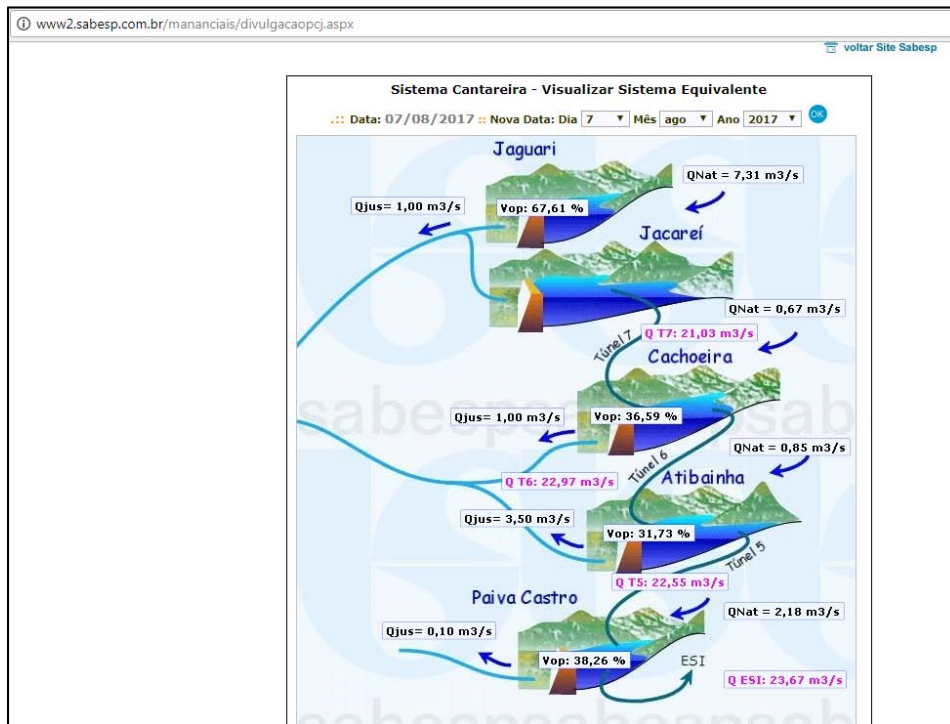 www2.sabesp.com.br/mananciais/divulgacaopcj.aspx
voltar Site Sabesp
Sistema Cantareira - Visualizar Sistema Equivalente
.:: Data: 07/08/2017 :: Nova Data: Dia 7 Mês ago Ano 2017 OK
Jaguari
QNat = 7,31 m3/s
Qjus= 1,00 m3/s
Vop: 67,61 %
Jacareí
QNat = 0,67 m3/s
Q T7: 21,03 m3/s
Túnel 7
Cachoeira
Qjus= 1,00 m3/s
Vop: 36,59 %
QNat = 0,85 m3/s
Túnel 6
Q T6: 22,97 m3/s
Atibainha
Qjus= 3,50 m3/s
Vop: 31,73 %
Túnel 5
Q T5: 22,55 m3/s
Paiva Castro
QNat = 2,18 m3/s
Qjus= 0,10 m3/s
Vop: 38,26 %
ESI
Q ESI: 23,67 m3/s